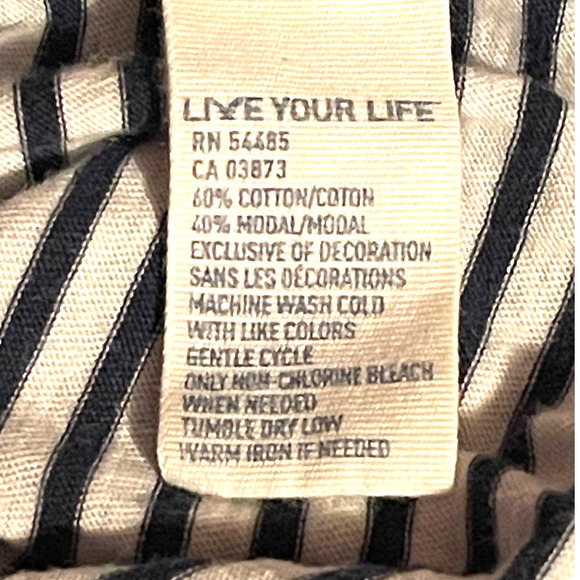 LIVE YOUR LIFE™
RN 54485
CA 03873
60% COTTON/COTON
40% MODAL/MODAL
EXCLUSIVE OF DECORATION
SANS LES DÉCORATIONS
MACHINE WASH COLD
WITH LIKE COLORS
GENTLE CYCLE
ONLY NON-CHLORINE BLEACH
WHEN NEEDED
TUMBLE DRY LOW
WARM IRON IF NEEDED